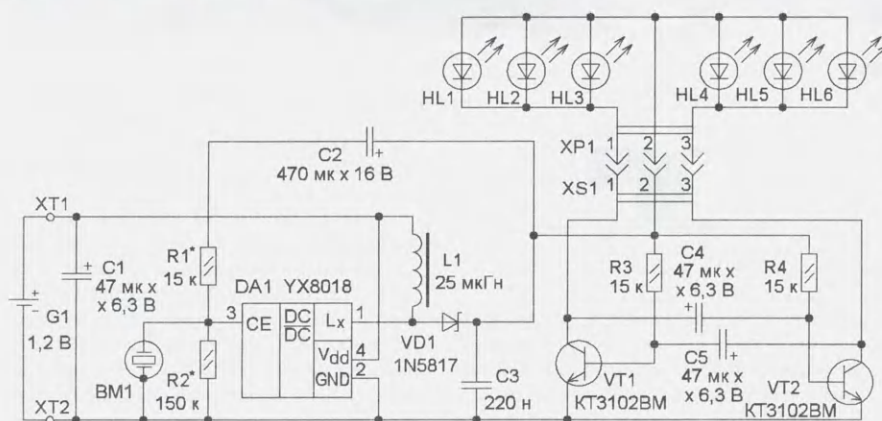 HL1
HL2
HL3
HL4
HL5
HL6
XP1
1
2
3
XS1
1
2
3
C2
470 мк х 16 В
XT1
R1*
15 к
C1
47 мк х
х 6,3 В
G1
1,2 В
DA1
YX8018
3
CE
DC
DC
Lx
1
Vdd
4
GND
2
L1
25 мкГн
VD1
1N5817
R3
15 к
C4
47 мк х
х 6,3 В
R4
15 к
BM1
R2*
150 к
C3
220 н
VT1
КТ3102ВМ
C5
47 мк х
х 6,3 В
VT2
КТ3102ВМ
XT2